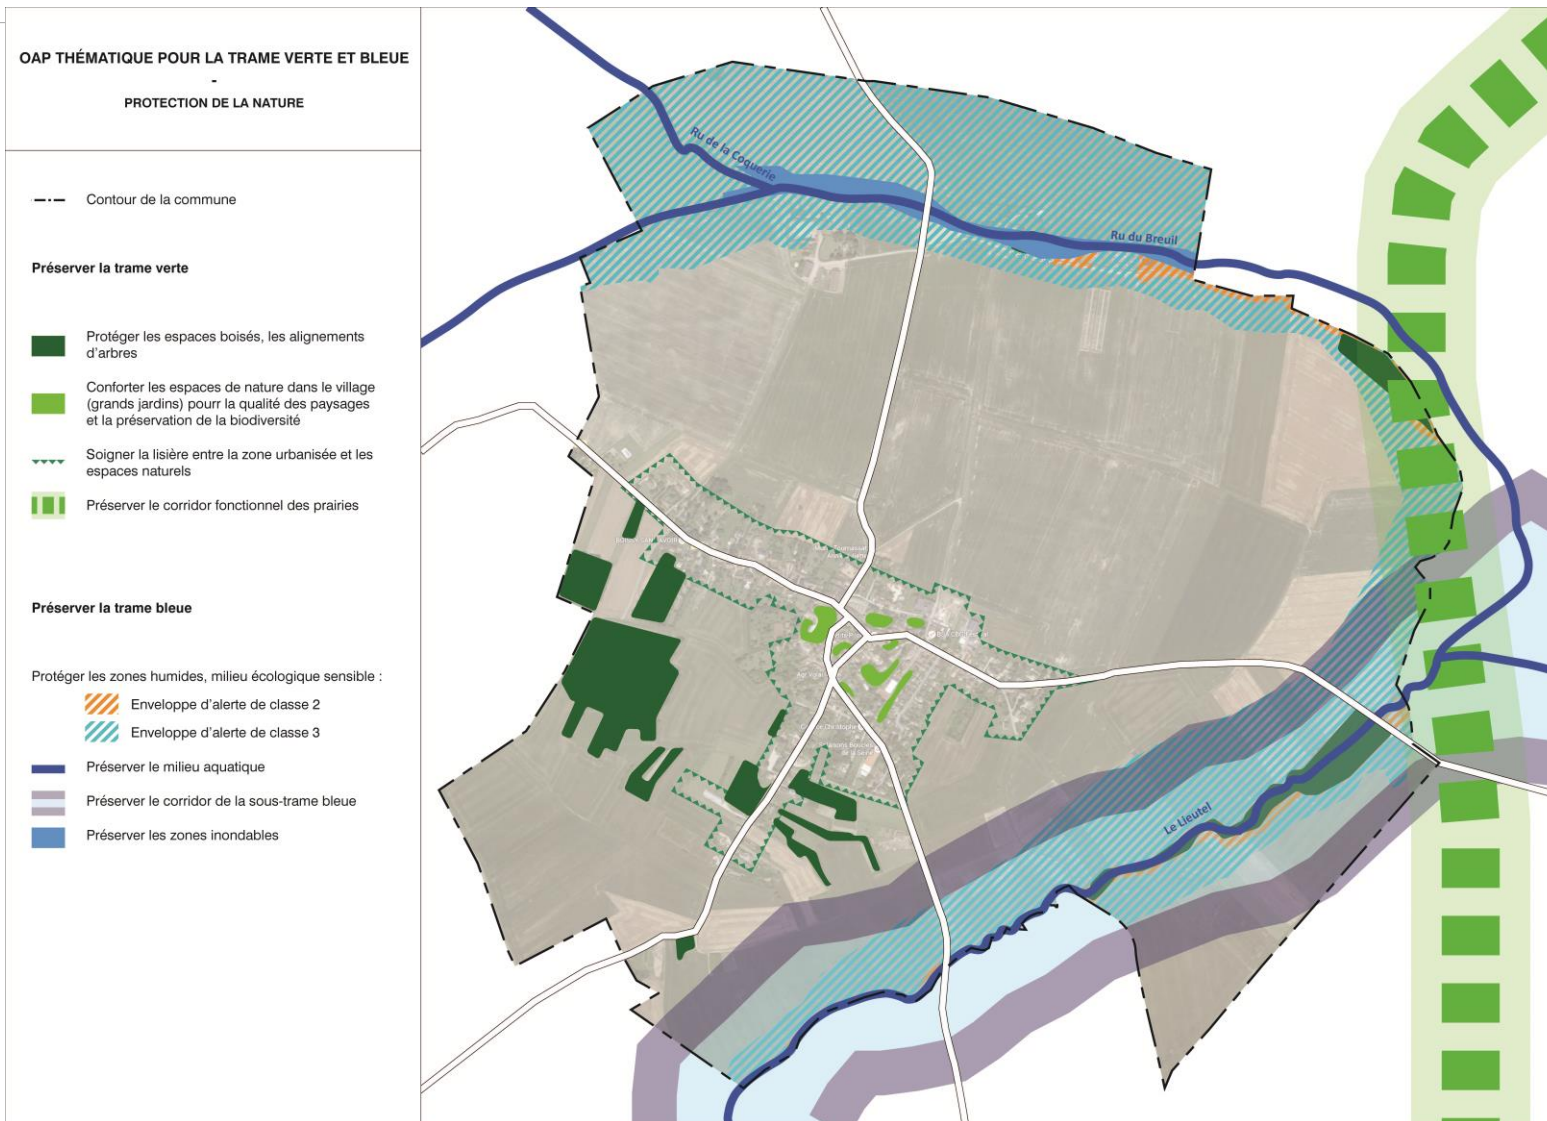 OAP THÉMATIQUE POUR LA TRAME VERTE ET BLEUE
-
PROTECTION DE LA NATURE
Contour de la commune
Préserver la trame verte
Protéger les espaces boisés, les alignements
d'arbres
Conforter les espaces de nature dans le village
(grands jardins) pourr la qualité des paysages
et la préservation de la biodiversité
Soigner la lisière entre la zone urbanisée et les
espaces naturels
Préserver le corridor fonctionnel des prairies
Préserver la trame bleue
Protéger les zones humides, milieu écologique sensible :
Enveloppe d'alerte de classe 2
Enveloppe d'alerte de classe 3
Préserver le milieu aquatique
Préserver le corridor de la sous-trame bleue
Préserver les zones inondables
Ru de la Coquerie
Ru du Breuil
Le Lieutel